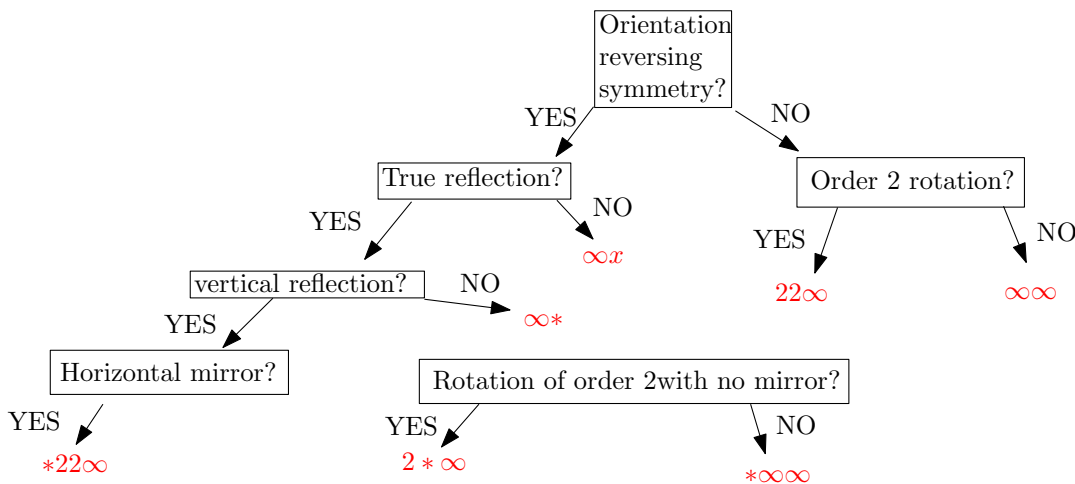 Orientation
reversing
symmetry?
YES
NO
True reflection?
Order 2 rotation?
YES
NO
YES
NO
∞x
22∞
∞∞
vertical reflection?
NO
YES
∞*
Horizontal mirror?
Rotation of order 2with no mirror?
YES
YES
NO
*22∞
2 * ∞
*∞∞